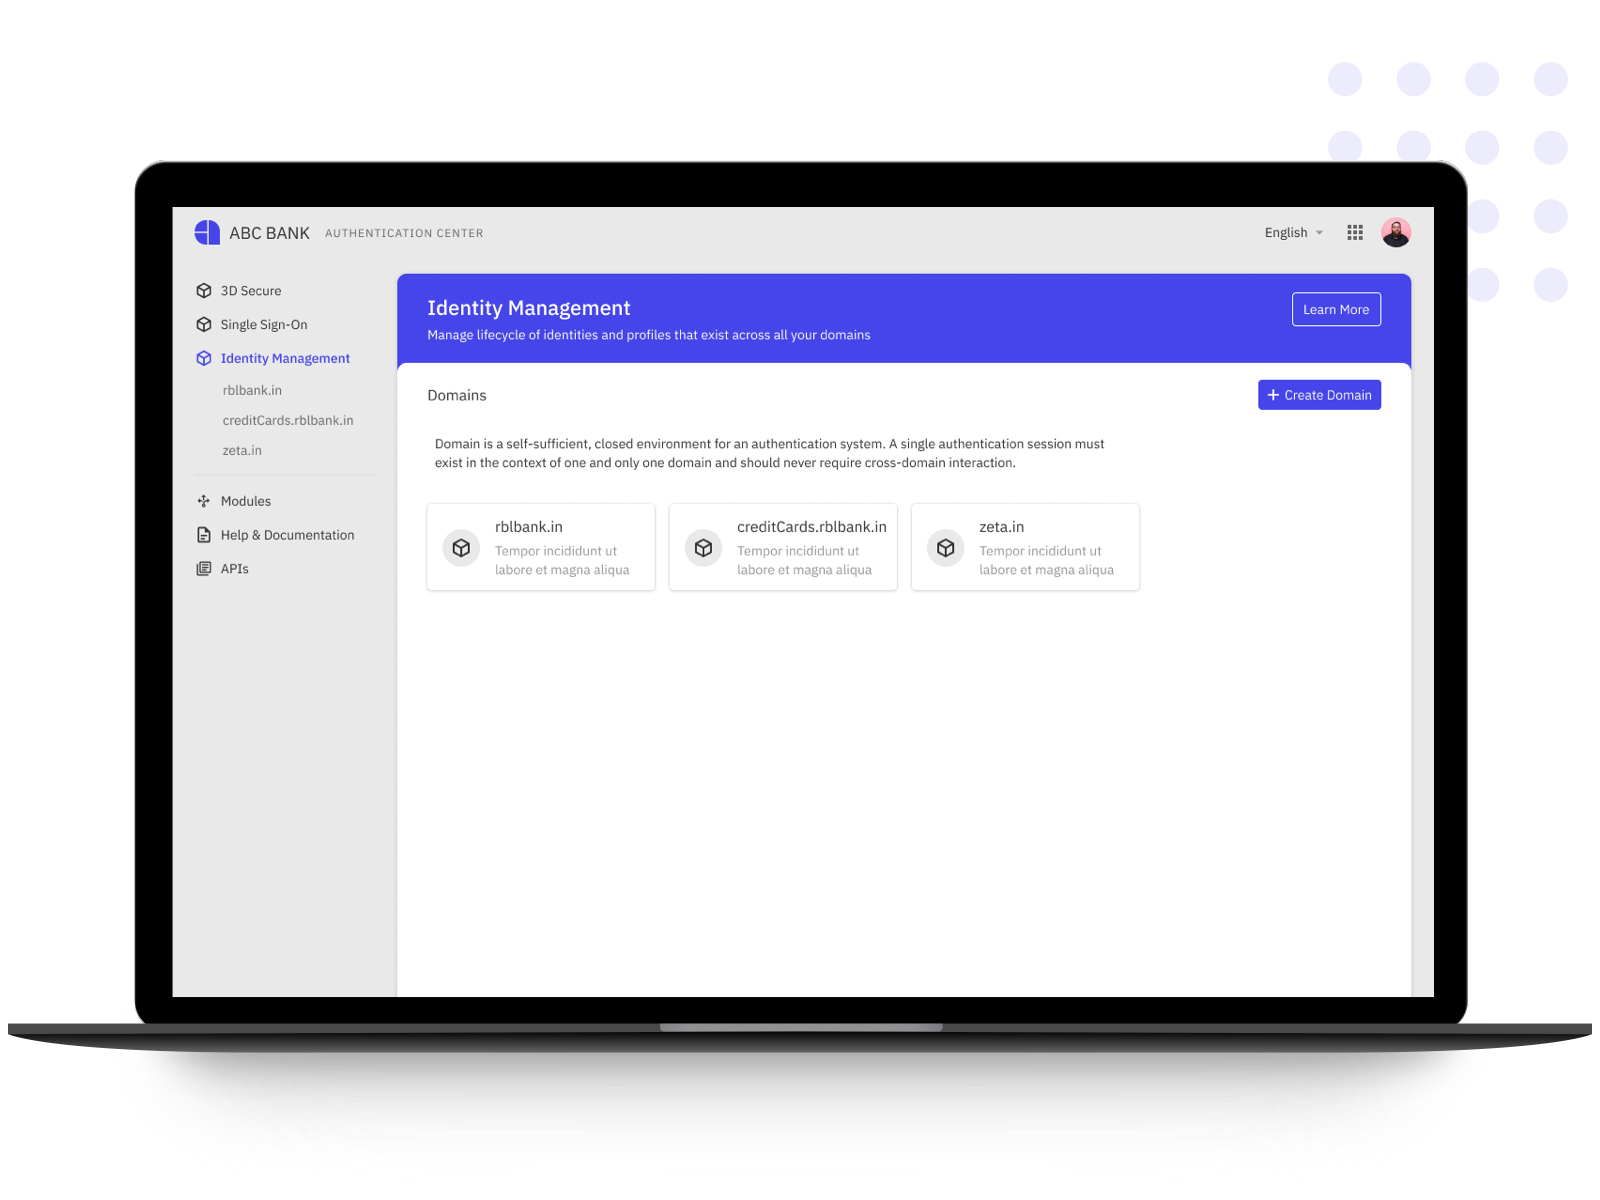 ABC BANK AUTHENTICATION CENTER
English
3D Secure
Single Sign-On
Identity Management
rblbank.in
creditCards.rblbank.in
zeta.in
Modules
Help & Documentation
APIs
Identity Management
Manage lifecycle of identities and profiles that exist across all your domains
Learn More
Domains
+ Create Domain
Domain is a self-sufficient, closed environment for an authentication system. A single authentication session must
exist in the context of one and only one domain and should never require cross-domain interaction.
rblbank.in
Tempor incididunt ut
labore et magna aliqua
creditCards.rblbank.in
Tempor incididunt ut
labore et magna aliqua
zeta.in
Tempor incididunt ut
labore et magna aliqua